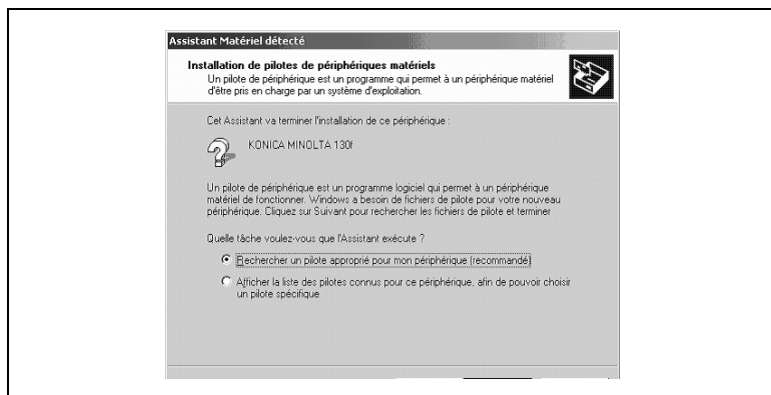 Assistant Matériel détecté
Installation de pilotes de périphériques matériels
Un pilote de périphérique est un programme qui permet à un périphérique matériel
d'être pris en charge par un système d'exploitation.
Cet Assistant va terminer l'installation de ce périphérique :
KONICA MINOLTA 130f
Un pilote de périphérique est un programme logiciel qui permet à un périphérique
matériel de fonctionner. Windows a besoin de fichiers de pilote pour votre nouveau
périphérique. Cliquez sur Suivant pour rechercher les fichiers de pilote et terminer
Quelle tâche voulez-vous que l'Assistant exécute ?
Rechercher un pilote approprié pour mon périphérique (recommandé)
Afficher la liste des pilotes connus pour ce périphérique, afin de pouvoir choisir
un pilote spécifique